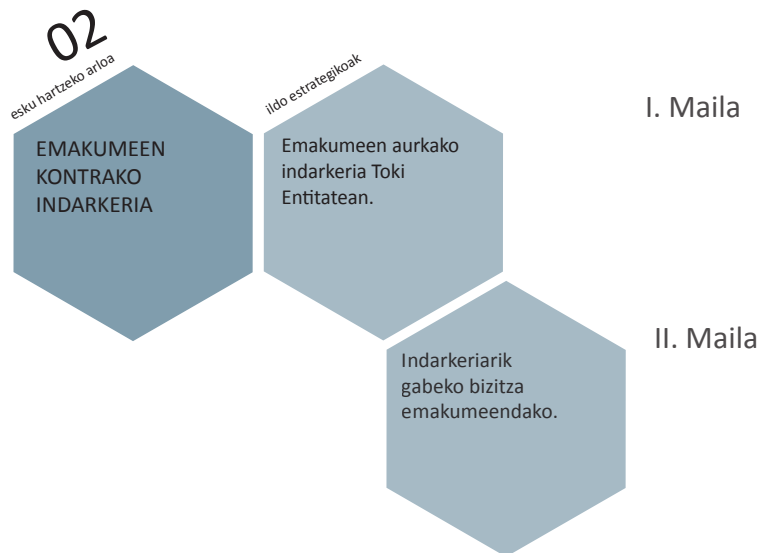 02
esku hartzeko arloa
ildo estrategikoak
I. Maila
EMAKUMEEN
KONTRAKO
INDARKERIA
Emakumeen aurkako
indarkeria Toki
Entitatean.
II. Maila
Indarkeriarik
gabeko bizitza
emakumeendako.